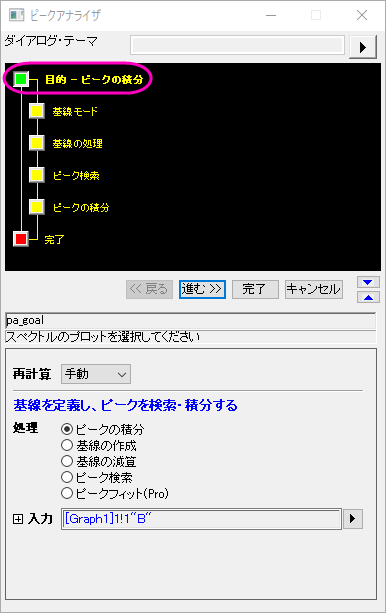 ピークアナライザ
ダイアログ・テーマ
目的 - ピークの積分
基線モード
基線の処理
ピーク検索
ピークの積分
完了
<< 戻る 進む >> 完了 キャンセル
pa_goal
スペクトルのプロットを選択してください
再計算 手動
基線を定義し、ピークを検索・積分する
処理 ピークの積分
基線の作成
基線の減算
ピーク検索
ピークフィット(Pro)
入力 [Graph1]1!1"B"